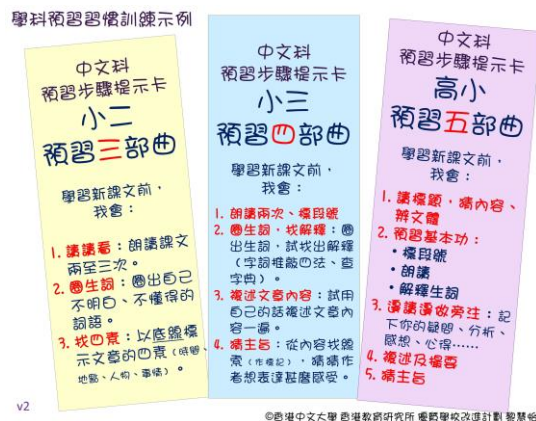 學科預習習慣訓練示例
中文科
預習步驟提示卡
小二
預習三部曲
學習新課文前，
我會：
1. 讀讀看：朗讀課文
兩至三次。
2. 圈生詞：圈出自己
不明白、不懂得的
詞語。
3. 找四素：以底線標
示文章的四素（時間、
地點、人物、事情）。
中文科
預習步驟提示卡
小三
預習四部曲
學習新課文前，
我會：
1. 朗讀兩次、標段號
2. 圈生詞，找解釋：圈
出生詞，試找出解釋
（字詞推敲四法、查
字典）。
3. 複述文章內容：試用
自己的話複述文章內
容一遍。
4. 猜主旨：從內容找線
索（作標記），猜猜作
者想表達甚麼感受。
中文科
預習步驟提示卡
高小
預習五部曲
學習新課文前，
我會：
1. 讀標題，猜內容、
辨文體
2. 預習基本功：
• 標段號
• 朗讀
• 解釋生詞
3. 邊讀邊做旁注：記
下你的疑問、分析、
感想、心得……
4. 複述及撮要
5. 猜主旨
v2
©香港中文大學 香港教育研究所 優質學校改進計劃 黎慧怡